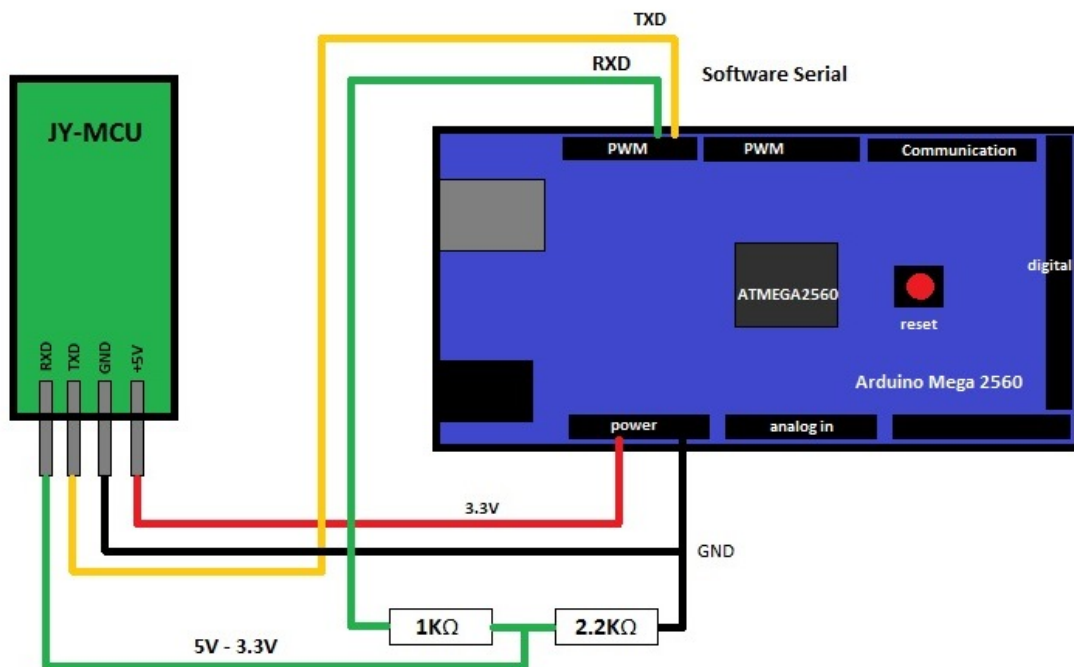 TXD
RXD
Software Serial
JY-MCU
PWM
PWM
Communication
digital
ATMEGA2560
reset
RXD
TXD
GND
+5V
Arduino Mega 2560
power
analog in
3.3V
GND
1KΩ
2.2KΩ
5V - 3.3V